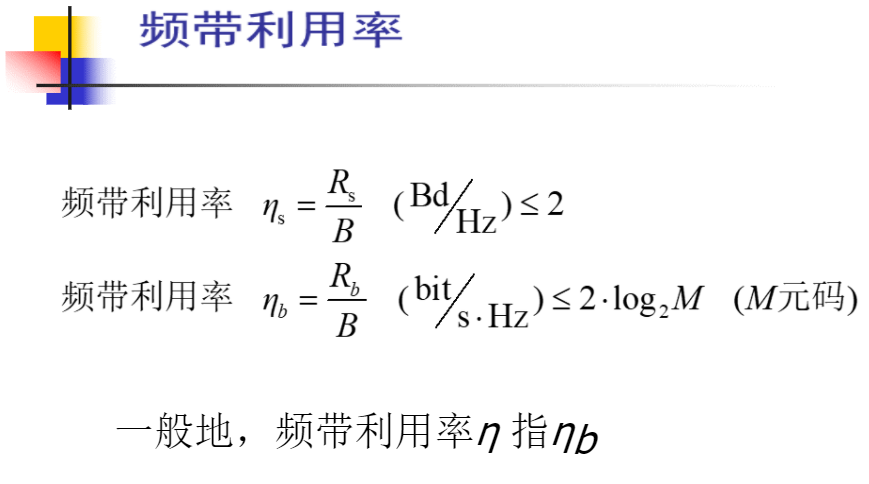 频带利用率
频带利用率 ηs = Rs/B (Bd/Hz) ≤ 2
频带利用率 ηb = Rb/B (bit/s·Hz) ≤ 2·log₂M (M元码)
一般地，频带利用率η 指ηb